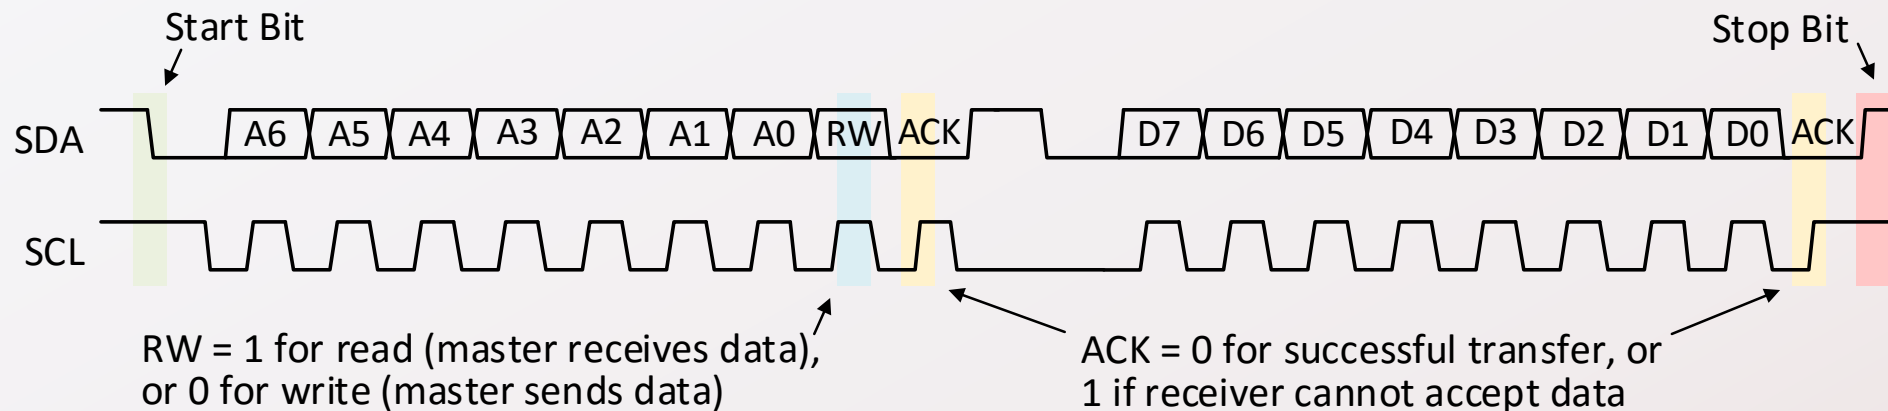 Start Bit
Stop Bit
SDA
A6 A5 A4 A3 A2 A1 A0 RW ACK D7 D6 D5 D4 D3 D2 D1 D0 ACK
SCL
RW = 1 for read (master receives data),
or 0 for write (master sends data)
ACK = 0 for successful transfer, or
1 if receiver cannot accept data